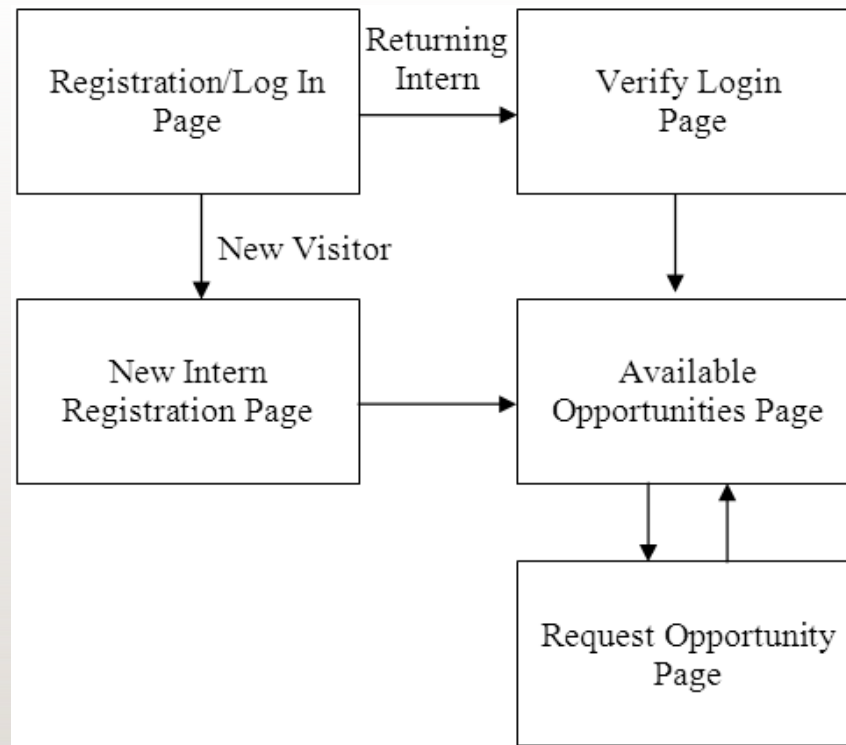 Registration/Log In
Page
Returning
Intern
Verify Login
Page
New Visitor
New Intern
Registration Page
Available
Opportunities Page
Request Opportunity
Page